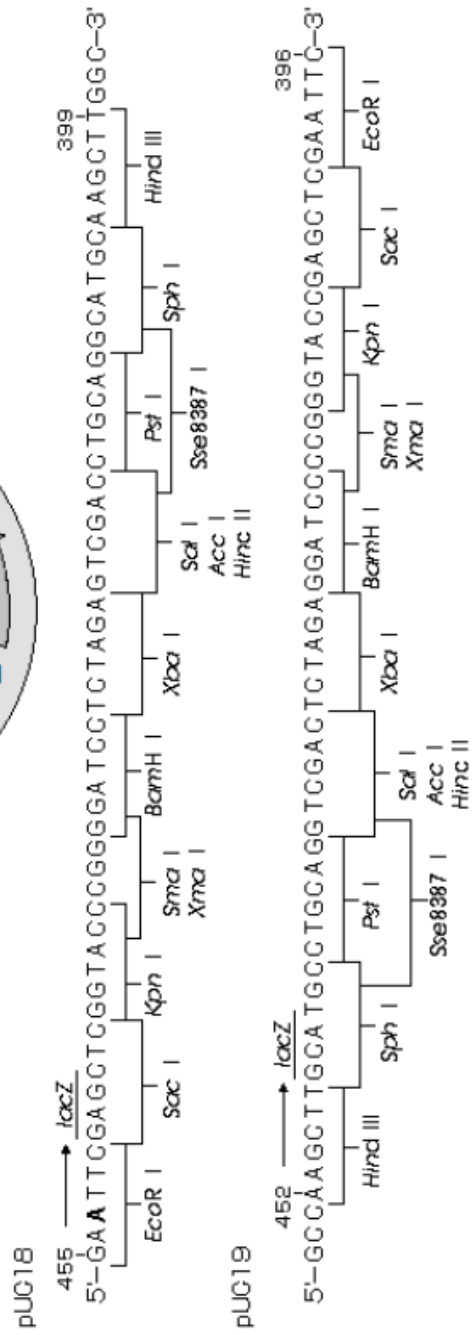 pUC18
455 lacZ 399
5'–GAATTCGAGCTCGGTACCCGGGGATCCTCTAGAGTCGACCTGCAGGCATGCAAGCTTGGC–3'
EcoR I Sac I Kpn I Sma I BamH I Xba I Sal I Pst I Sph I Hind III
Xma I Acc I Sse8387 I
Hinc II
pUC19
452 lacZ 396
5'–GCCAAGCTTGCATGCCTGCAGGTCGACTCTAGAGGATCCCCGGGTACCGAGCTCGAATTC–3'
Hind III Sph I Pst I Sal I Xba I BamH I Sma I Kpn I Sac I EcoR I
Sse8387 I Acc I Xma I
Hinc II